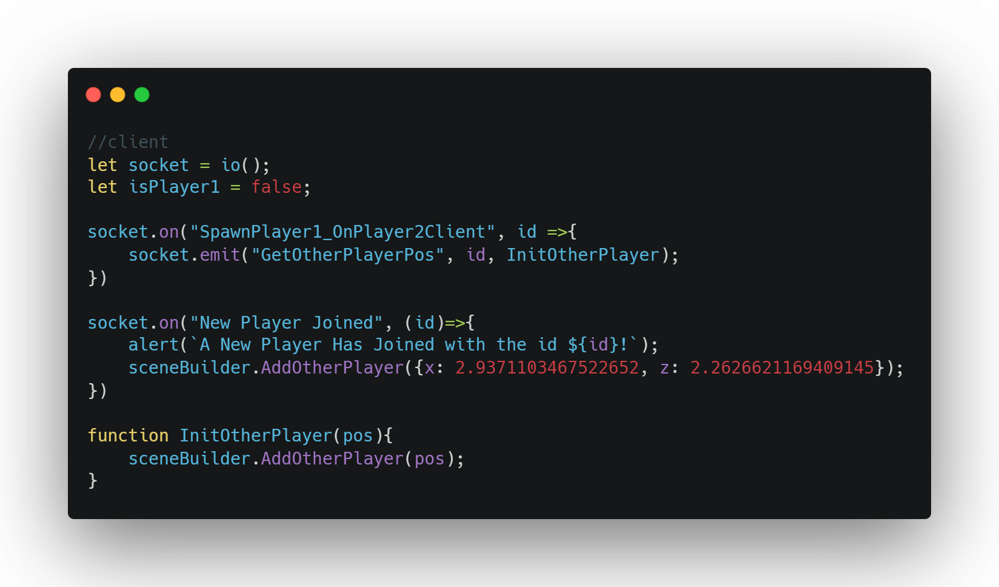 //client
let socket = io();
let isPlayer1 = false;

socket.on("SpawnPlayer1_OnPlayer2Client", id =>{
    socket.emit("GetOtherPlayerPos", id, InitOtherPlayer);
})

socket.on("New Player Joined", (id)=>{
    alert(`A New Player Has Joined with the id ${id}!`);
    sceneBuilder.AddOtherPlayer({x: 2.9371103467522652, z: 2.2626621169409145});
})

function InitOtherPlayer(pos){
    sceneBuilder.AddOtherPlayer(pos);
}